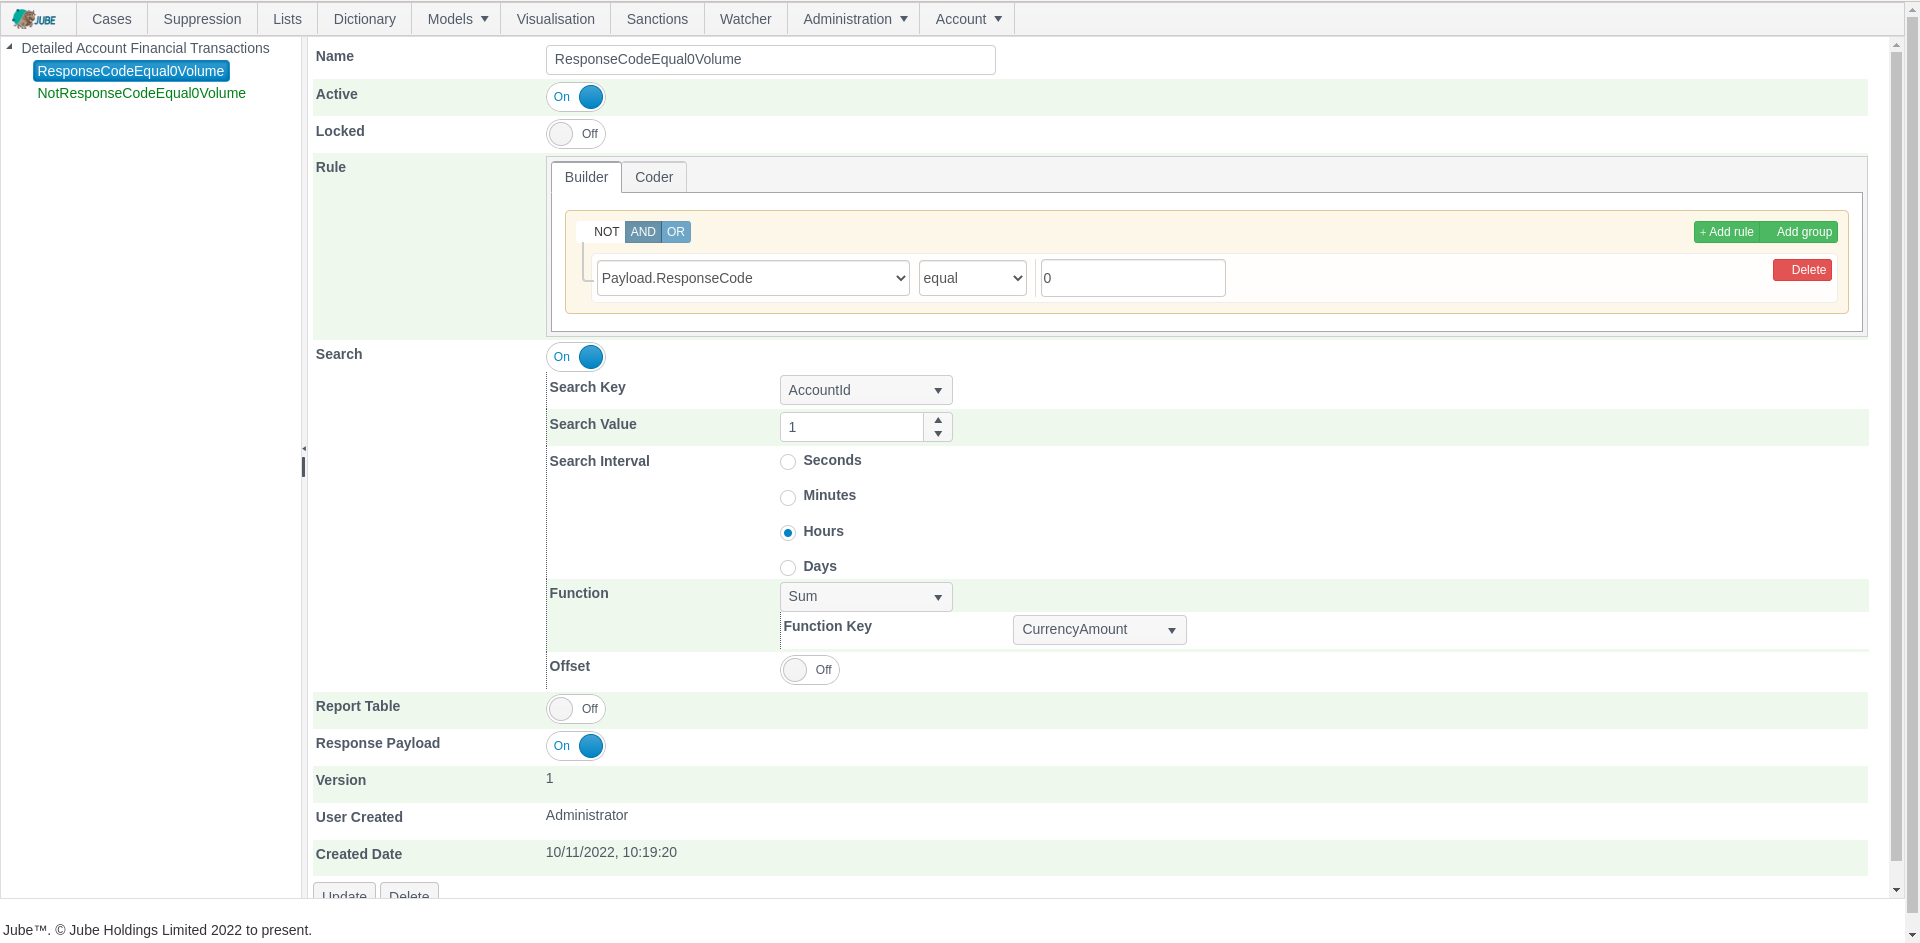 JUBE Cases Suppression Lists Dictionary Models Visualisation Sanctions Watcher Administration Account
Detailed Account Financial Transactions
ResponseCodeEqual0Volume
NotResponseCodeEqual0Volume
Name ResponseCodeEqual0Volume
Active On
Locked Off
Rule
Builder Coder
NOT AND OR + Add rule Add group
Payload.ResponseCode equal 0 Delete
Search On
Search Key AccountId
Search Value 1
Search Interval Seconds
Minutes
Hours
Days
Function Sum
Function Key CurrencyAmount
Offset Off
Report Table Off
Response Payload On
Version 1
User Created Administrator
Created Date 10/11/2022, 10:19:20
Update Delete
Jube™. © Jube Holdings Limited 2022 to present.